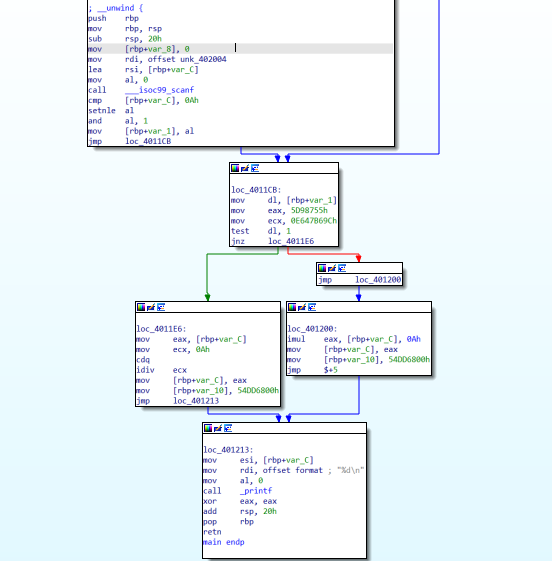 ; __unwind {
push rbp
mov rbp, rsp
sub rsp, 20h
mov [rbp+var_8], 0
mov rdi, offset unk_402004
lea rsi, [rbp+var_C]
mov al, 0
call ___isoc99_scanf
cmp [rbp+var_C], 0Ah
setnle al
and al, 1
mov [rbp+var_1], al
jmp loc_4011CB
loc_4011CB:
mov dl, [rbp+var_1]
mov eax, 5D98755h
mov ecx, 0E647B69Ch
test dl, 1
jnz loc_4011E6
jmp loc_401200
loc_4011E6:
mov eax, [rbp+var_C]
mov ecx, 0Ah
cdq
idiv ecx
mov [rbp+var_C], eax
mov [rbp+var_10], 54DD6800h
jmp loc_401213
loc_401200:
imul eax, [rbp+var_C], 0Ah
mov [rbp+var_C], eax
mov [rbp+var_10], 54DD6800h
jmp $+5
loc_401213:
mov esi, [rbp+var_C]
mov rdi, offset format ; "%d\n"
mov al, 0
call _printf
xor eax, eax
add rsp, 20h
pop rbp
retn
main endp